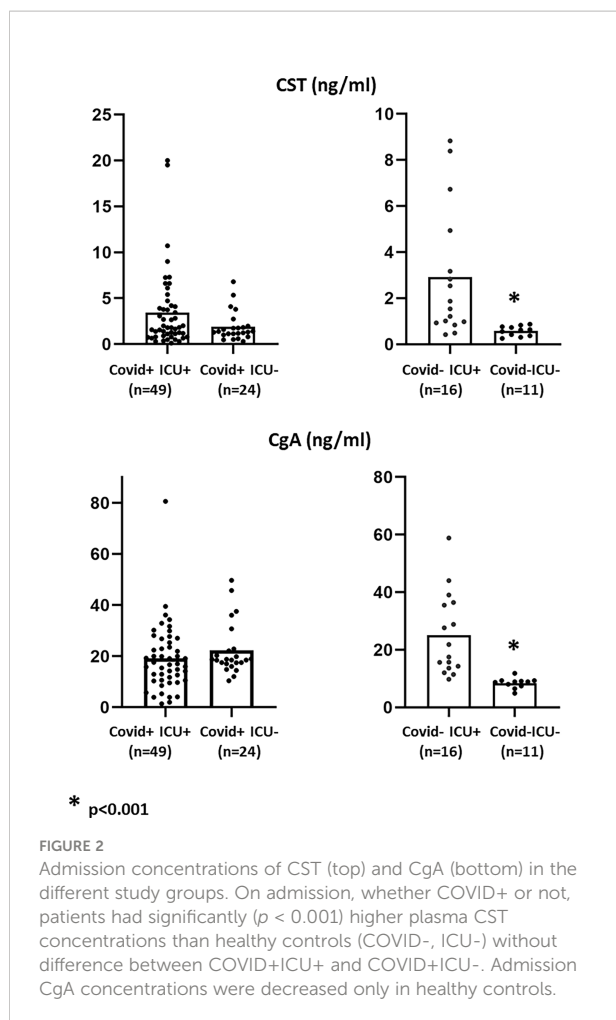 CST (ng/ml)
25
20
15
10
5
0
Covid+ ICU+ Covid+ ICU-
(n=49) (n=24)
10
8
6
4
2
0
*
Covid- ICU+ Covid-ICU-
(n=16) (n=11)
CgA (ng/ml)
80
60
40
20
0
Covid+ ICU+ Covid+ ICU-
(n=49) (n=24)
80
60
40
20
0
*
Covid- ICU+ Covid-ICU-
(n=16) (n=11)
* p<0.001
FIGURE 2
Admission concentrations of CST (top) and CgA (bottom) in the
different study groups. On admission, whether COVID+ or not,
patients had significantly (p < 0.001) higher plasma CST
concentrations than healthy controls (COVID-, ICU-) without
difference between COVID+ICU+ and COVID+ICU-. Admission
CgA concentrations were decreased only in healthy controls.